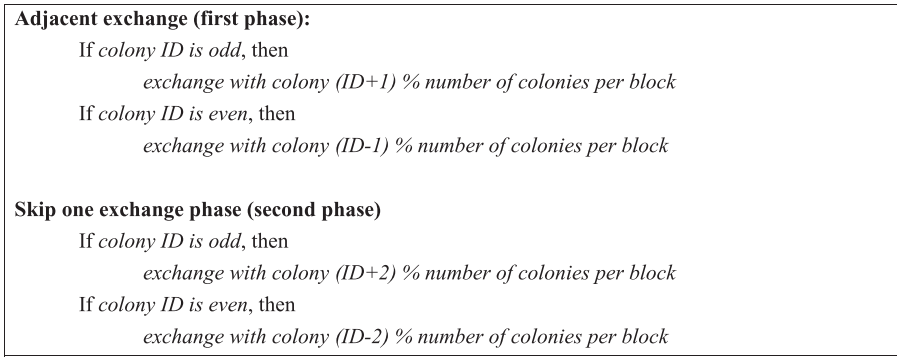 Adjacent exchange (first phase):
If colony ID is odd, then
exchange with colony (ID+1) % number of colonies per block
If colony ID is even, then
exchange with colony (ID-1) % number of colonies per block
Skip one exchange phase (second phase)
If colony ID is odd, then
exchange with colony (ID+2) % number of colonies per block
If colony ID is even, then
exchange with colony (ID-2) % number of colonies per block